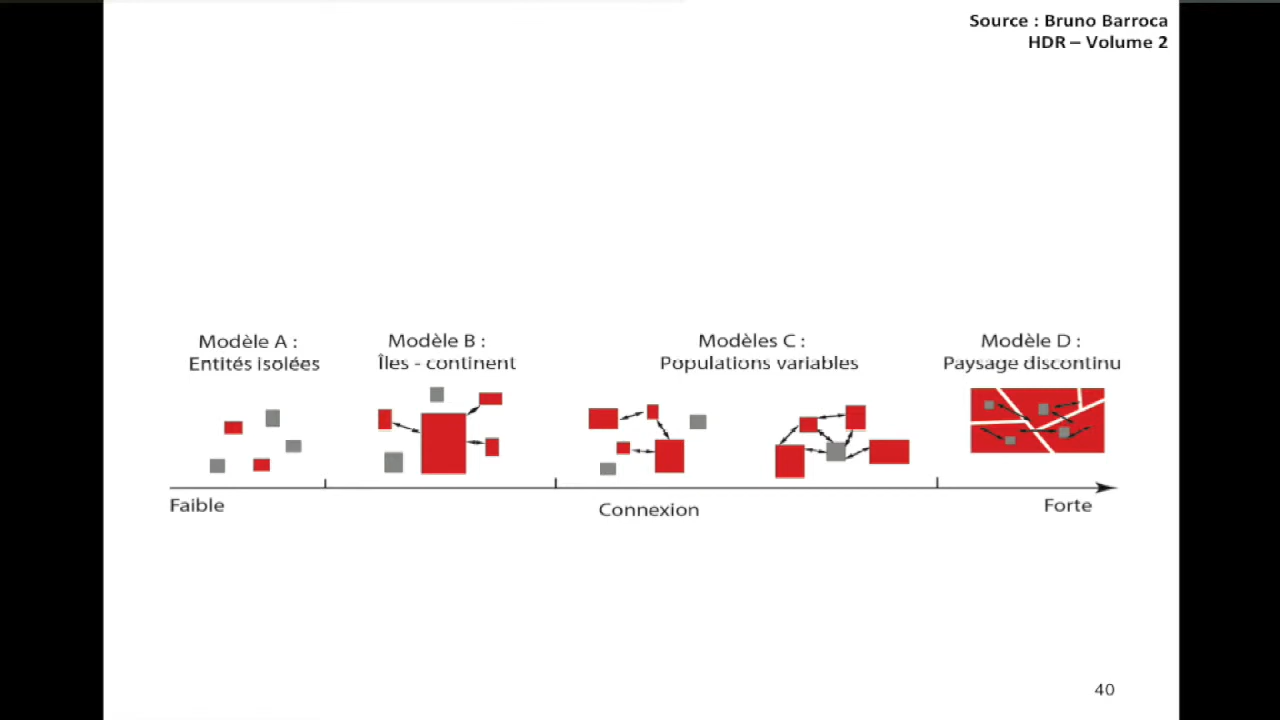 Source : Bruno Barroca
HDR – Volume 2
Modèle A :
Entités isolées
Modèle B :
Îles - continent
Modèles C :
Populations variables
Modèle D :
Paysage discontinu
Faible
Connexion
Forte
40